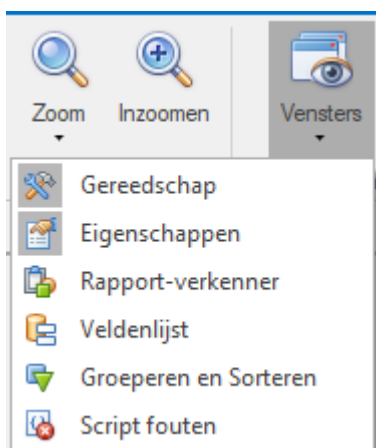 Zoom
Inzoomen
Vensters
Gereedschap
Eigenschappen
Rapport-verkenner
Veldenlijst
Groeperen en Sorteren
Script fouten